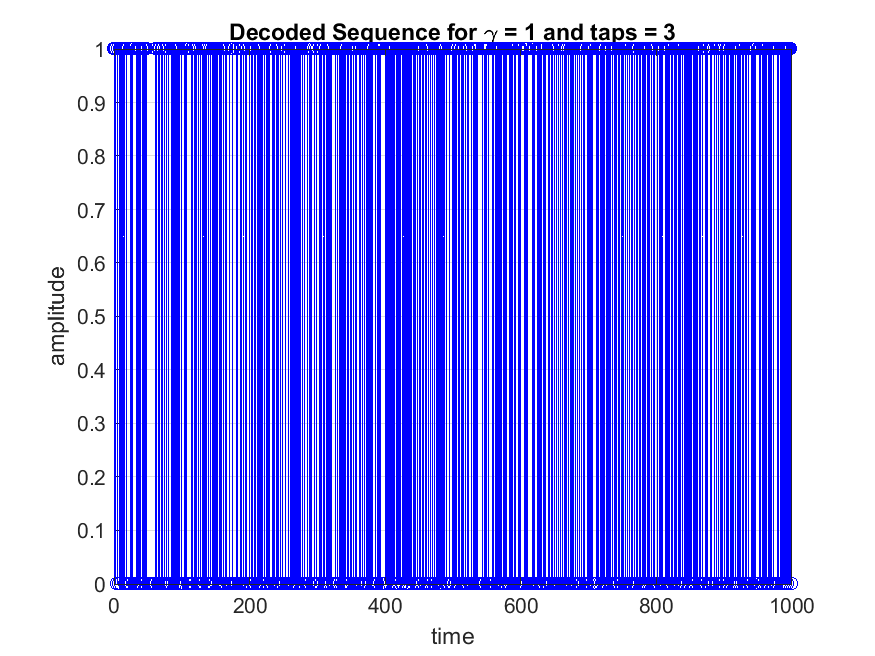 Decoded Sequence for γ = 1 and taps = 3
1
0.9
0.8
0.7
0.6
0.5
0.4
0.3
0.2
0.1
0
amplitude
0 200 400 600 800 1000
time